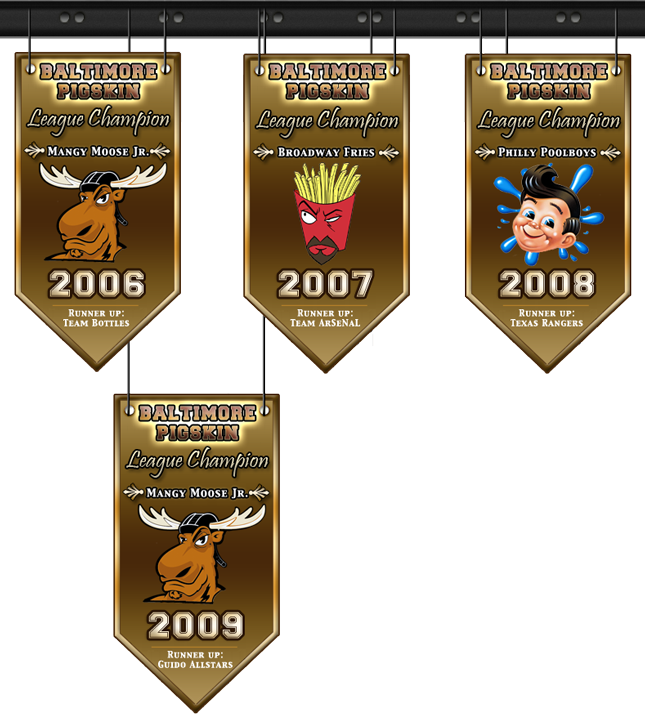 BALTIMORE
PIGSKIN
League Champion
MANGY MOOSE JR.
2006
RUNNER UP:
TEAM BOTTLES
BALTIMORE
PIGSKIN
League Champion
BROADWAY FRIES
2007
RUNNER UP:
TEAM ARSENAL
BALTIMORE
PIGSKIN
League Champion
PHILLY POOLBOYS
2008
RUNNER UP:
TEXAS RANGERS
BALTIMORE
PIGSKIN
League Champion
MANGY MOOSE JR.
2009
RUNNER UP:
GUIDO ALLSTARS